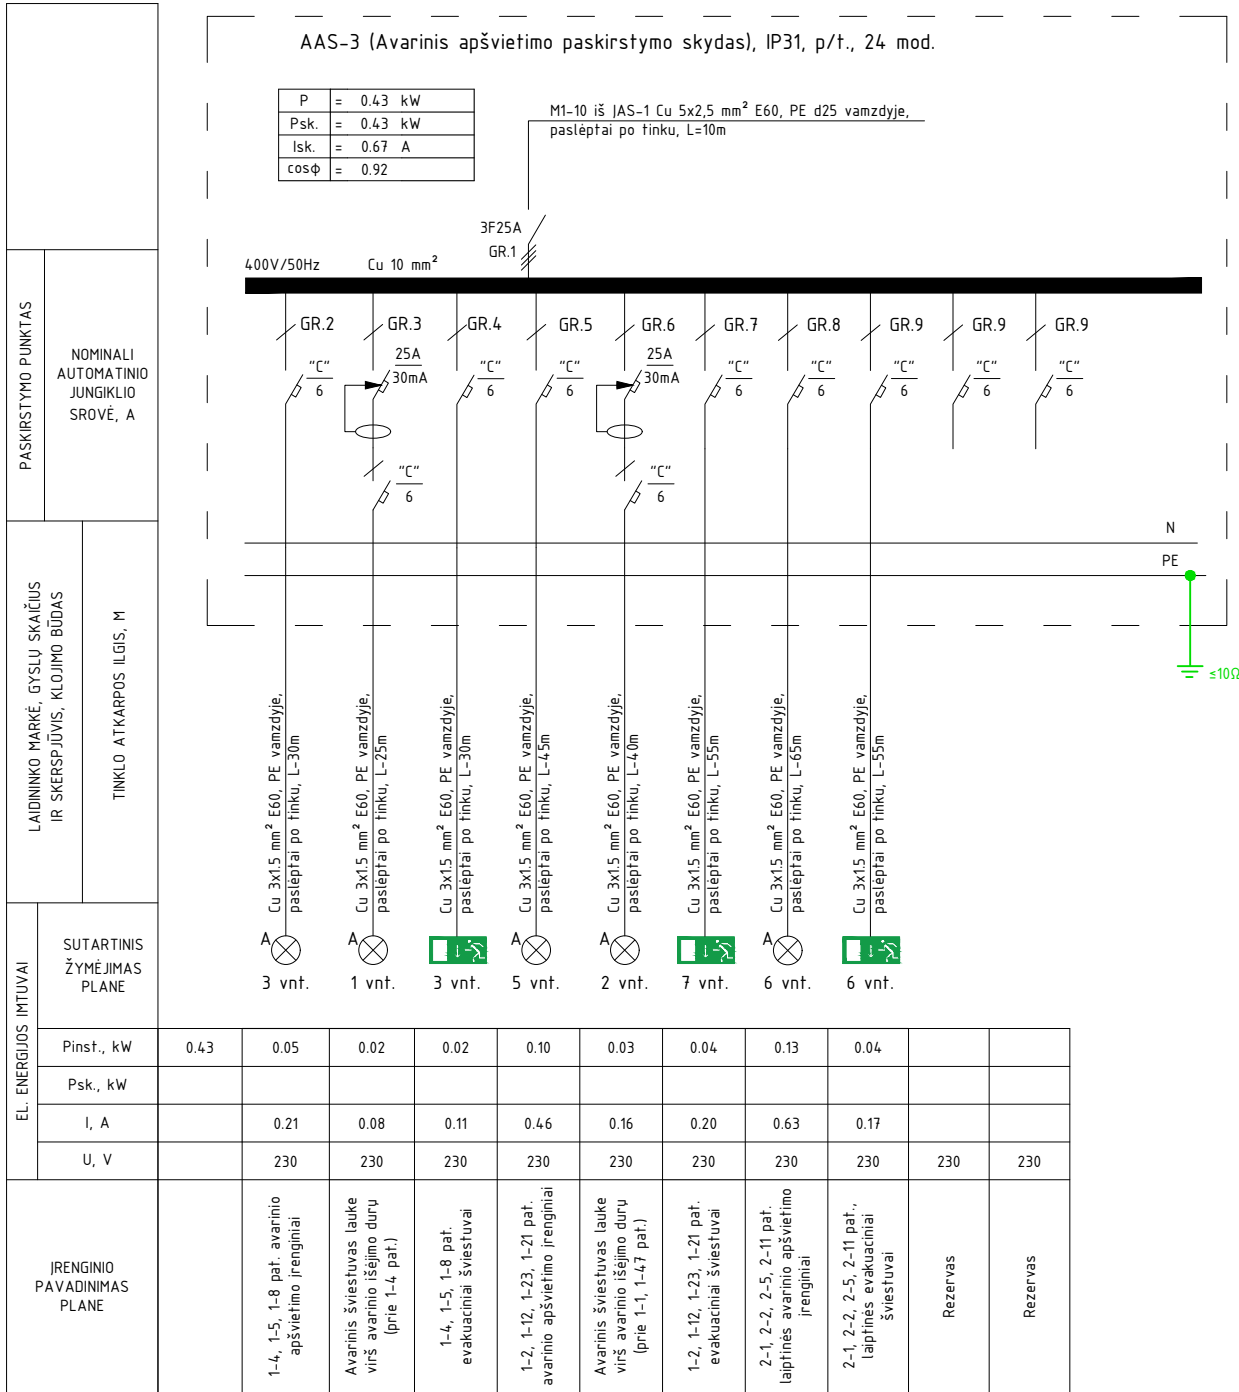 AAS-3 (Avarinis apšvietimo paskirstymo skydas), IP31, p/t., 24 mod.
P = 0.43 kW
Psk. = 0.43 kW
Isk. = 0.67 A
cosϕ = 0.92
M1-10 iš JAS-1 Cu 5x2,5 mm² E60, PE d25 vamzdyje,
paslėptai po tinku, L=10m
3F25A
GR.1
400V/50Hz Cu 10 mm²
PASKIRSTYMO PUNKTAS
NOMINALI
AUTOMATINIO
JUNGIKLIO
SROVĖ, A
GR.2 GR.3 GR.4 GR.5 GR.6 GR.7 GR.8 GR.9 GR.9 GR.9
"C" 25A "C" "C" 25A "C" "C" "C" "C" "C"
6 30mA 6 6 30mA 6 6 6 6 6
"C" "C"
6 6
N
PE
≤10Ω
LAIDININKO MARKĖ, GYSLŲ SKAIČIUS
IR SKERSPJŪVIS, KLOJIMO BŪDAS
TINKLO ATKARPOS ILGIS, M
Cu 3x1.5 mm² E60, PE vamzdyje,
paslėptai po tinku, L-30m
Cu 3x1.5 mm² E60, PE vamzdyje,
paslėptai po tinku, L-25m
Cu 3x1.5 mm² E60, PE vamzdyje,
paslėptai po tinku, L-30m
Cu 3x1.5 mm² E60, PE vamzdyje,
paslėptai po tinku, L-45m
Cu 3x1.5 mm² E60, PE vamzdyje,
paslėptai po tinku, L-40m
Cu 3x1.5 mm² E60, PE vamzdyje,
paslėptai po tinku, L-55m
Cu 3x1.5 mm² E60, PE vamzdyje,
paslėptai po tinku, L-65m
Cu 3x1.5 mm² E60, PE vamzdyje,
paslėptai po tinku, L-55m
EL. ENERGIJOS IMTUVAI
SUTARTINIS
ŽYMĖJIMAS
PLANE
A A A A A
3 vnt. 1 vnt. 3 vnt. 5 vnt. 2 vnt. 7 vnt. 6 vnt. 6 vnt.
Pinst., kW 0.43 0.05 0.02 0.02 0.10 0.03 0.04 0.13 0.04
Psk., kW
I, A 0.21 0.08 0.11 0.46 0.16 0.20 0.63 0.17
U, V 230 230 230 230 230 230 230 230 230 230
ĮRENGINIO
PAVADINIMAS
PLANE
1-4, 1-5, 1-8 pat. avarinio
apšvietimo įrenginiai
Avarinis šviestuvas lauke
virš avarinio išėjimo durų
(prie 1-4 pat.)
1-4, 1-5, 1-8 pat.
evakuaciniai šviestuvai
1-2, 1-12, 1-23, 1-21 pat.
avarinio apšvietimo įrenginiai
Avarinis šviestuvas lauke
virš avarinio išėjimo durų
(prie 1-1, 1-47 pat.)
1-2, 1-12, 1-23, 1-21 pat.
evakuaciniai šviestuvai
2-1, 2-2, 2-5, 2-11 pat.
laiptinės avarinio apšvietimo
įrenginiai
2-1, 2-2, 2-5, 2-11 pat.,
laiptinės evakuaciniai
šviestuvai
Rezervas
Rezervas